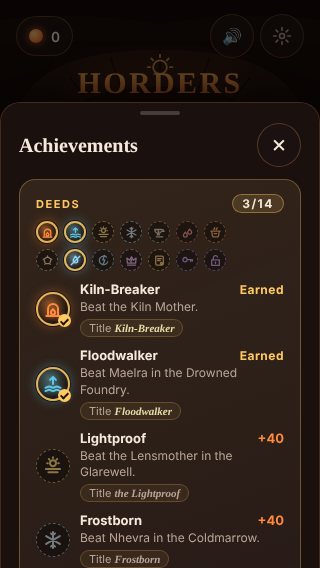 0
HORDERS
Achievements
DEEDS
3/14
Kiln-Breaker
Earned
Beat the Kiln Mother.
Title Kiln-Breaker
Floodwalker
Earned
Beat Maelra in the Drowned
Foundry.
Title Floodwalker
Lightproof
+40
Beat the Lensmother in the
Glarewell.
Title the Lightproof
Frostborn
+40
Beat Nhevra in the Coldmarrow.
Title Frostborn